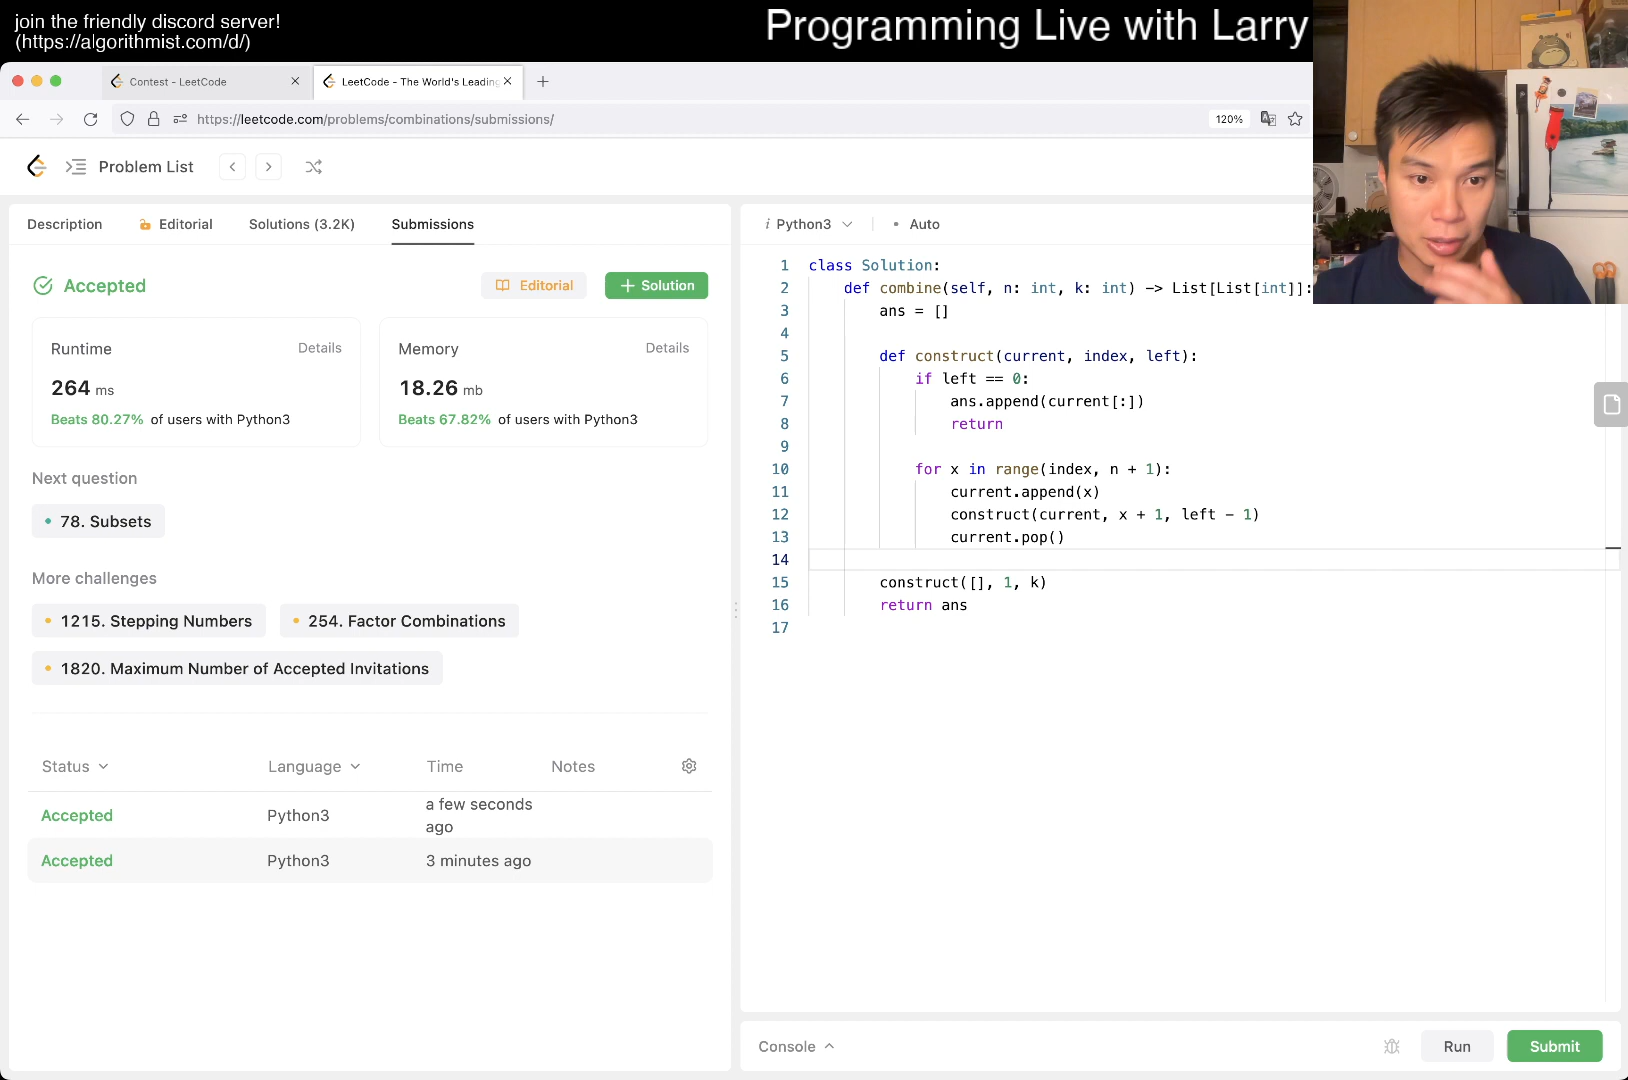 join the friendly discord server!
(https://algorithmist.com/d/)
Programming Live with Larry
Contest - LeetCode
LeetCode - The World's Leading
https://leetcode.com/problems/combinations/submissions/
120%
Problem List
Description
Editorial
Solutions (3.2K)
Submissions
Accepted
Editorial
Solution
Runtime
Details
264 ms
Beats 80.27% of users with Python3
Memory
Details
18.26 mb
Beats 67.82% of users with Python3
Next question
78. Subsets
More challenges
1215. Stepping Numbers
254. Factor Combinations
1820. Maximum Number of Accepted Invitations
Status Language Time Notes
Accepted Python3 a few seconds
ago
Accepted Python3 3 minutes ago
i Python3
• Auto
1 class Solution:
2 def combine(self, n: int, k: int) -> List[List[int]]:
3 ans = []
4
5 def construct(current, index, left):
6 if left == 0:
7 ans.append(current[:])
8 return
9
10 for x in range(index, n + 1):
11 current.append(x)
12 construct(current, x + 1, left - 1)
13 current.pop()
14
15 construct([], 1, k)
16 return ans
17
Console
Run
Submit